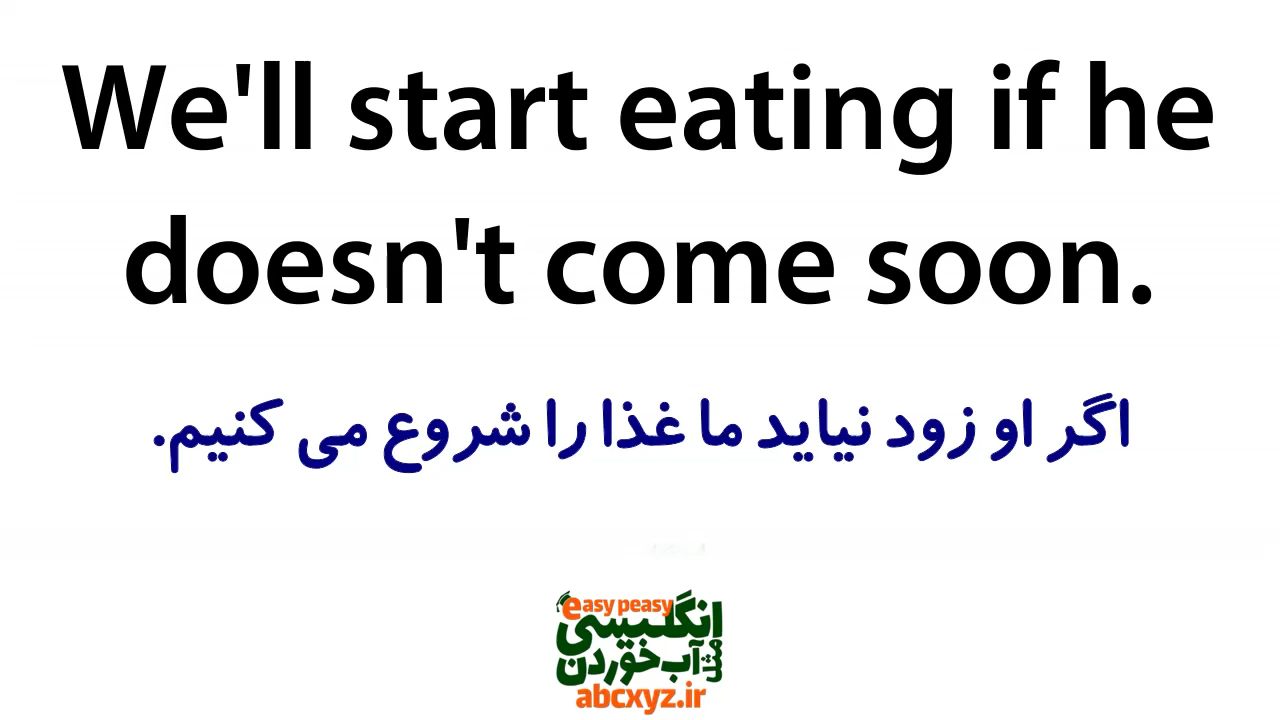 We'll start eating if he
doesn't come soon.
اگر او زود نیاید ما غذا را شروع می کنیم.
easy peasy
انگلیسی
مثل آب خوردن
abcxyz.ir